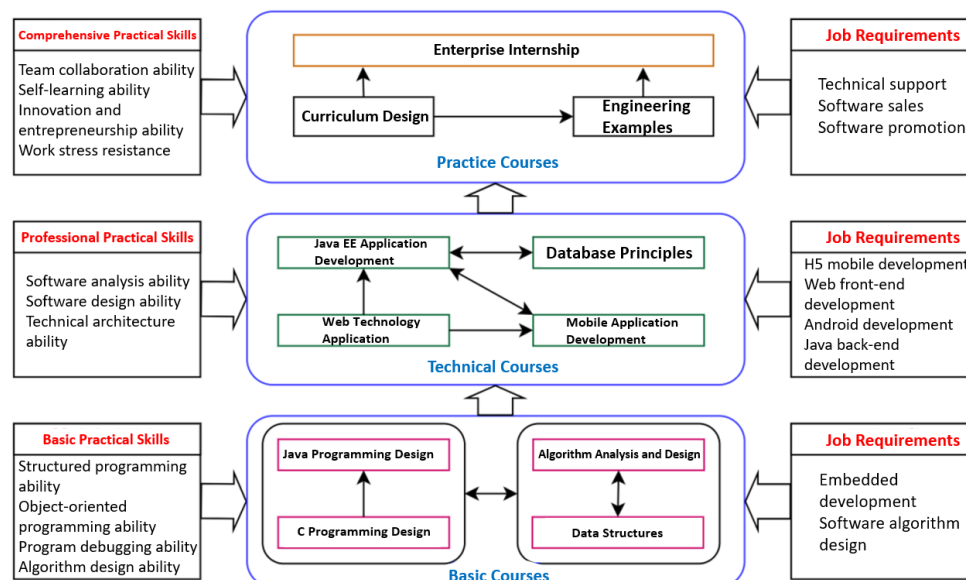 Comprehensive Practical Skills
Team collaboration ability
Self-learning ability
Innovation and
entrepreneurship ability
Work stress resistance
Enterprise Internship
Curriculum Design
Engineering
Examples
Practice Courses
Job Requirements
Technical support
Software sales
Software promotion
Professional Practical Skills
Software analysis ability
Software design ability
Technical architecture
ability
Java EE Application
Development
Database Principles
Web Technology
Application
Mobile Application
Development
Technical Courses
Job Requirements
H5 mobile development
Web front-end
development
Android development
Java back-end
development
Basic Practical Skills
Structured programming
ability
Object-oriented
programming ability
Program debugging ability
Algorithm design ability
Java Programming Design
C Programming Design
Algorithm Analysis and Design
Data Structures
Basic Courses
Job Requirements
Embedded
development
Software algorithm
design